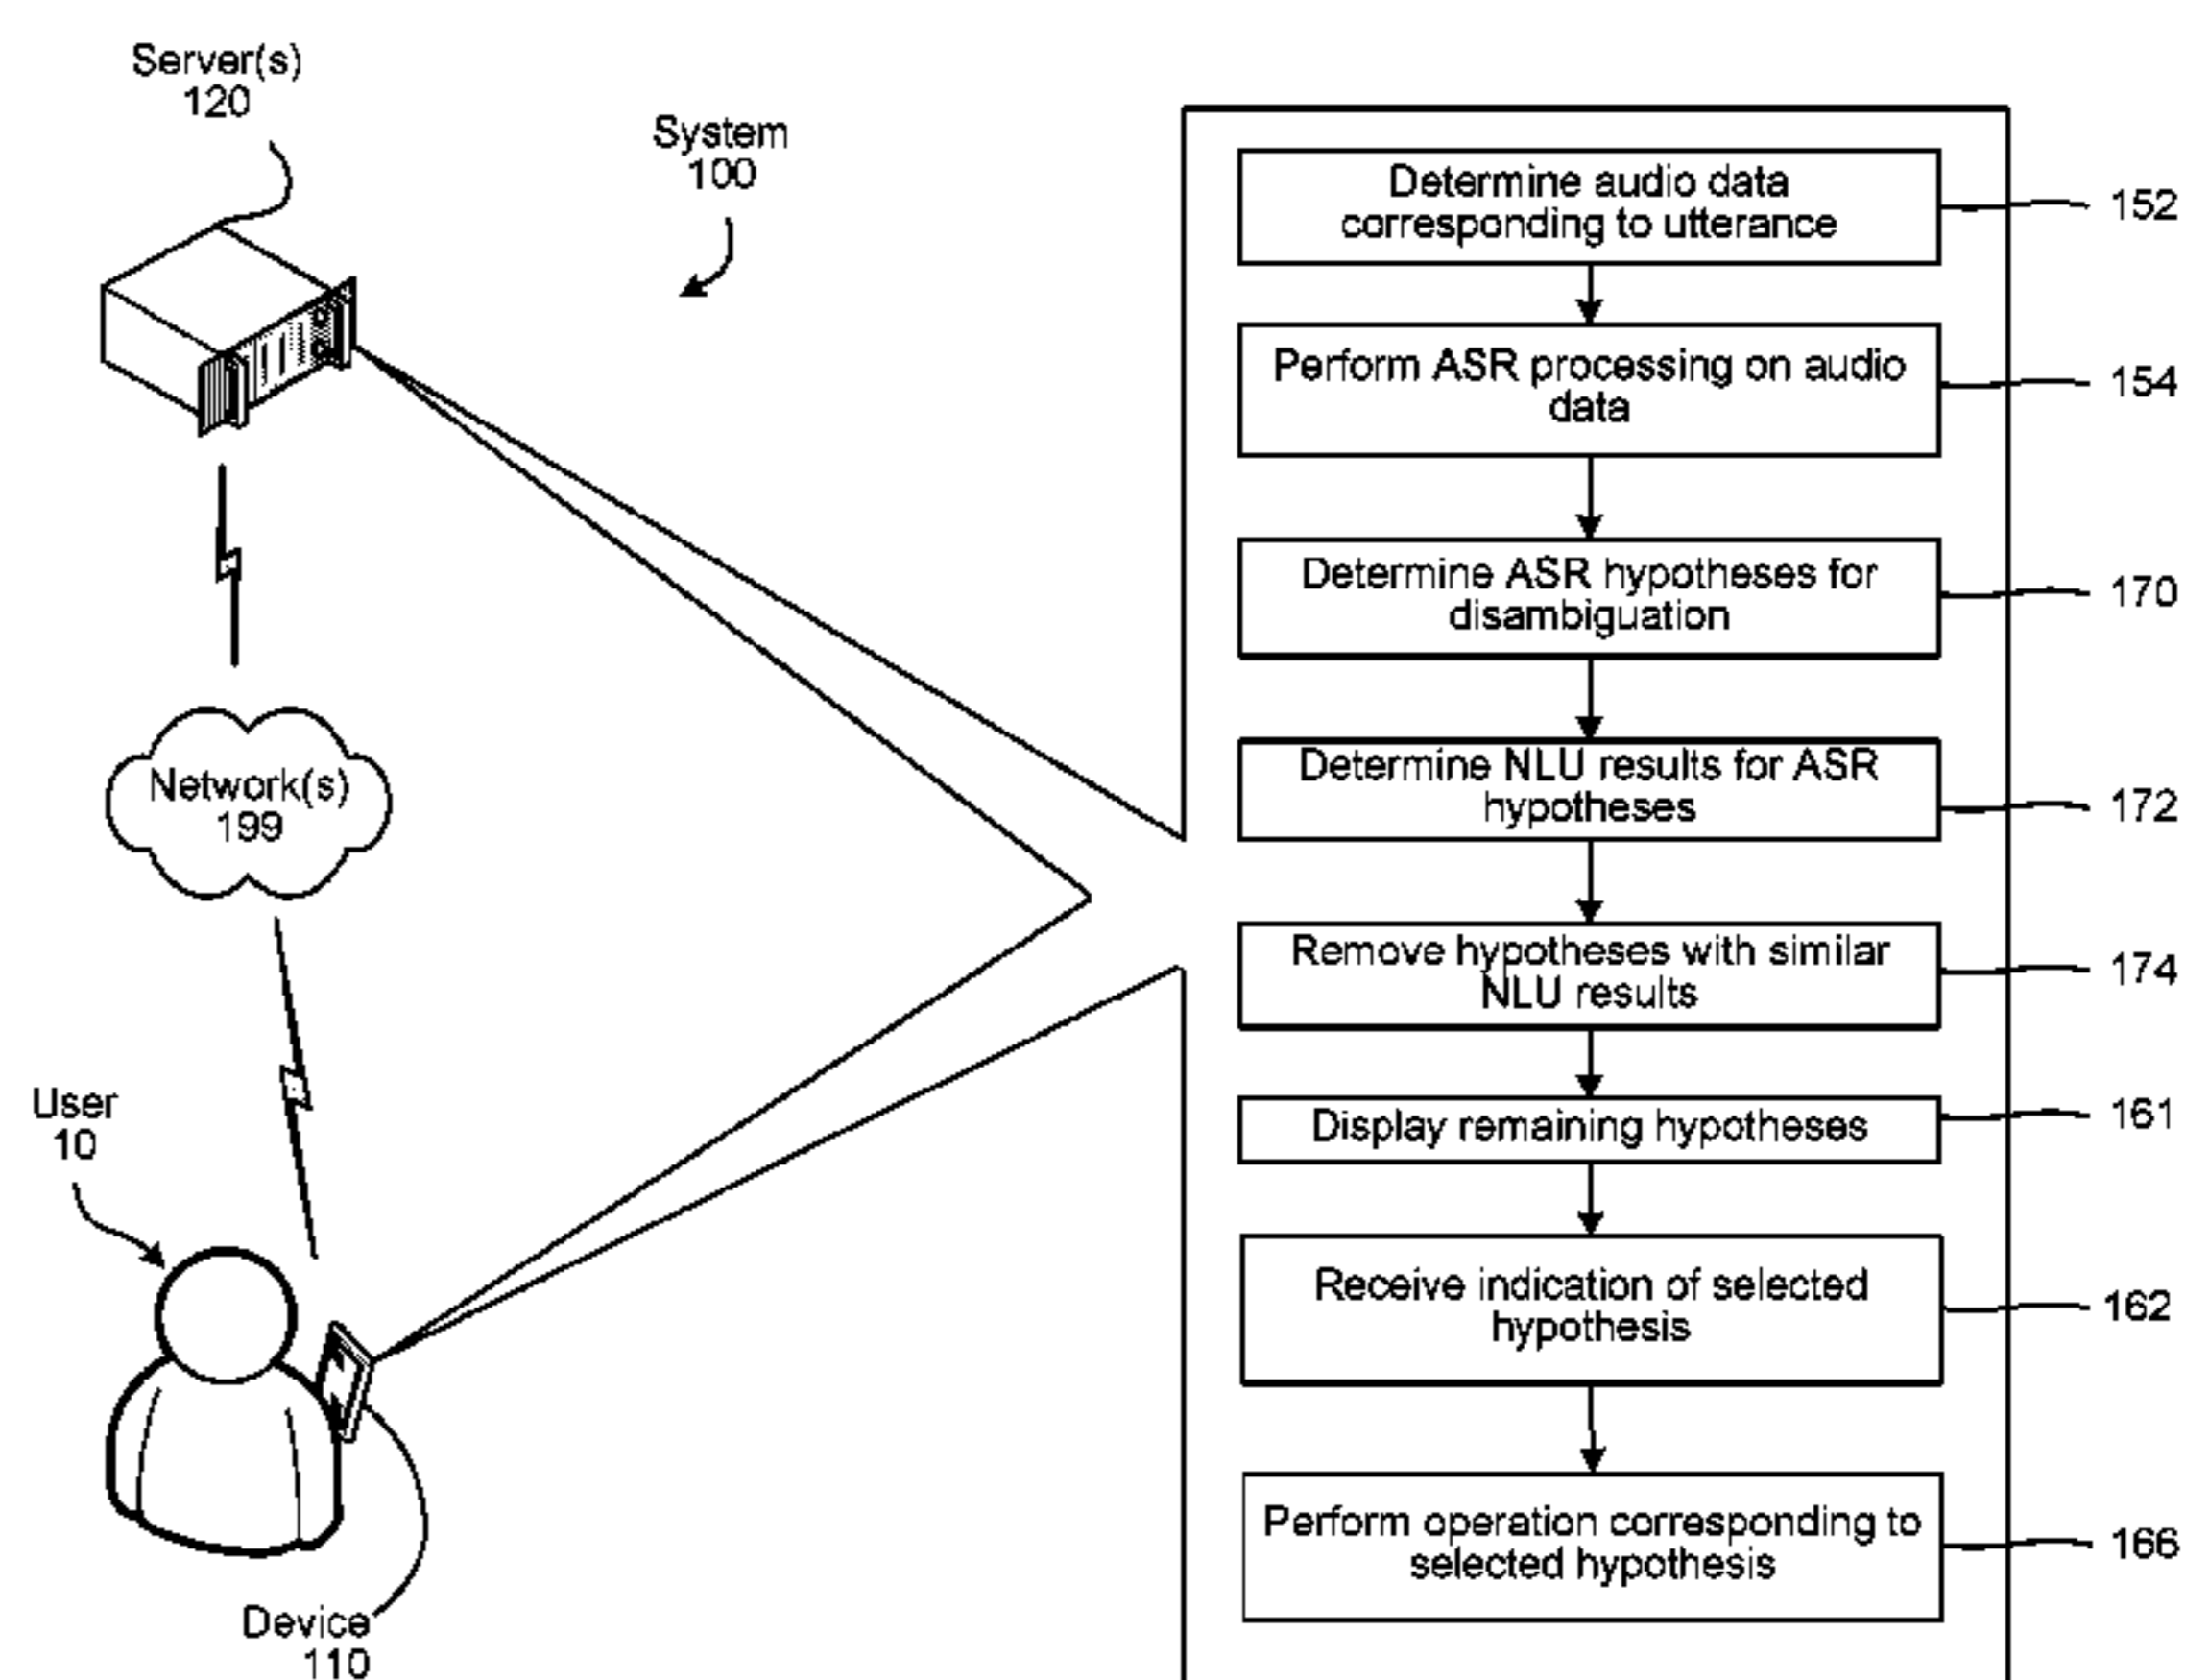 Server(s)
120
System
100
Network(s)
199
User
10
Device
110
Determine audio data
corresponding to utterance
152
Perform ASR processing on audio
data
154
Determine ASR hypotheses for
disambiguation
170
Determine NLU results for ASR
hypotheses
172
Remove hypotheses with similar
NLU results
174
Display remaining hypotheses
161
Receive indication of selected
hypothesis
162
Perform operation corresponding to
selected hypothesis
166